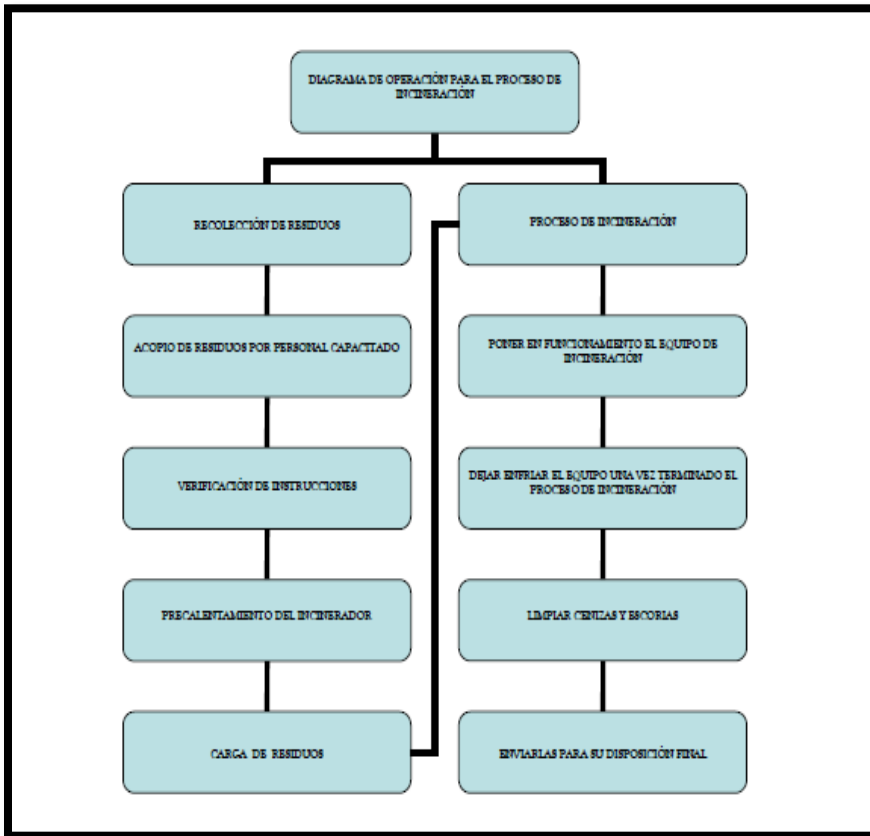 DIAGRAMA DE OPERACIÓN PARA EL PROCESO DE
INCINERACIÓN
RECOLECCIÓN DE RESIDUOS
ACOPIO DE RESIDUOS POR PERSONAL CAPACITADO
VERIFICACIÓN DE INSTRUCCIONES
PRECALENTAMIENTO DEL INCINERADOR
CARGA DE RESIDUOS
PROCESO DE INCINERACIÓN
PONER EN FUNCIONAMIENTO EL EQUIPO DE
INCINERACIÓN
DEJAR ENFRIAR EL EQUIPO UNA VEZ TERMINADO EL
PROCESO DE INCINERACIÓN
LIMPIAR CENIZAS Y ESCORIAS
ENVIARLAS PARA SU DISPOSICIÓN FINAL